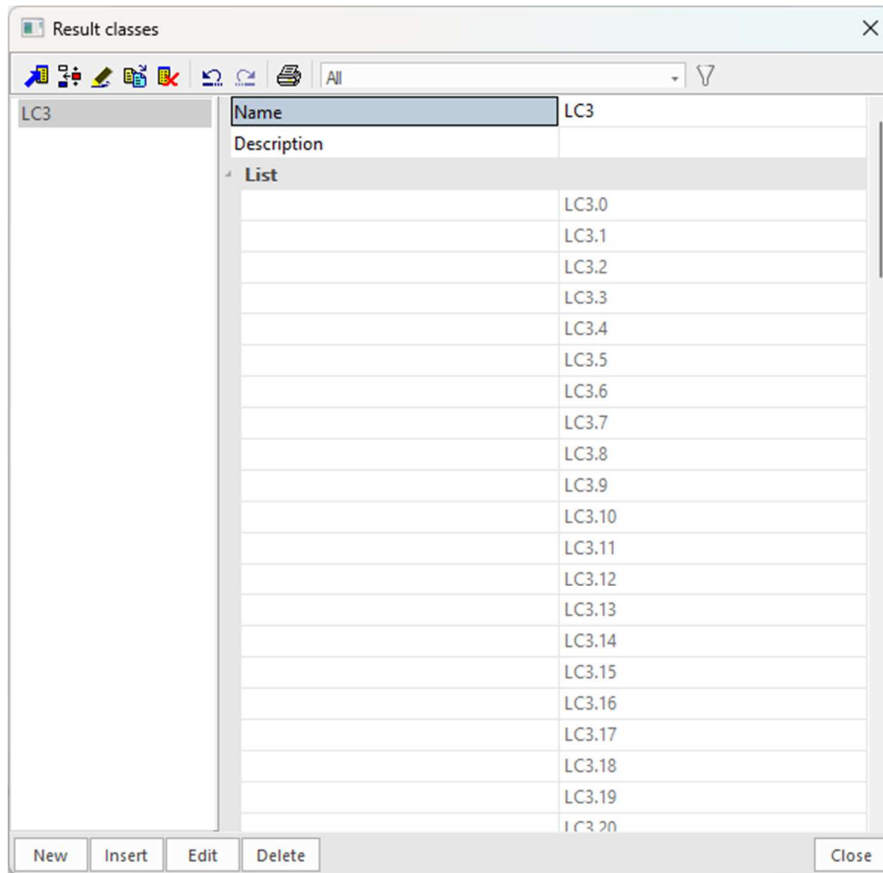 Result classes
All
LC3
Name LC3
Description
List
LC3.0
LC3.1
LC3.2
LC3.3
LC3.4
LC3.5
LC3.6
LC3.7
LC3.8
LC3.9
LC3.10
LC3.11
LC3.12
LC3.13
LC3.14
LC3.15
LC3.16
LC3.17
LC3.18
LC3.19
LC3.20
New Insert Edit Delete Close